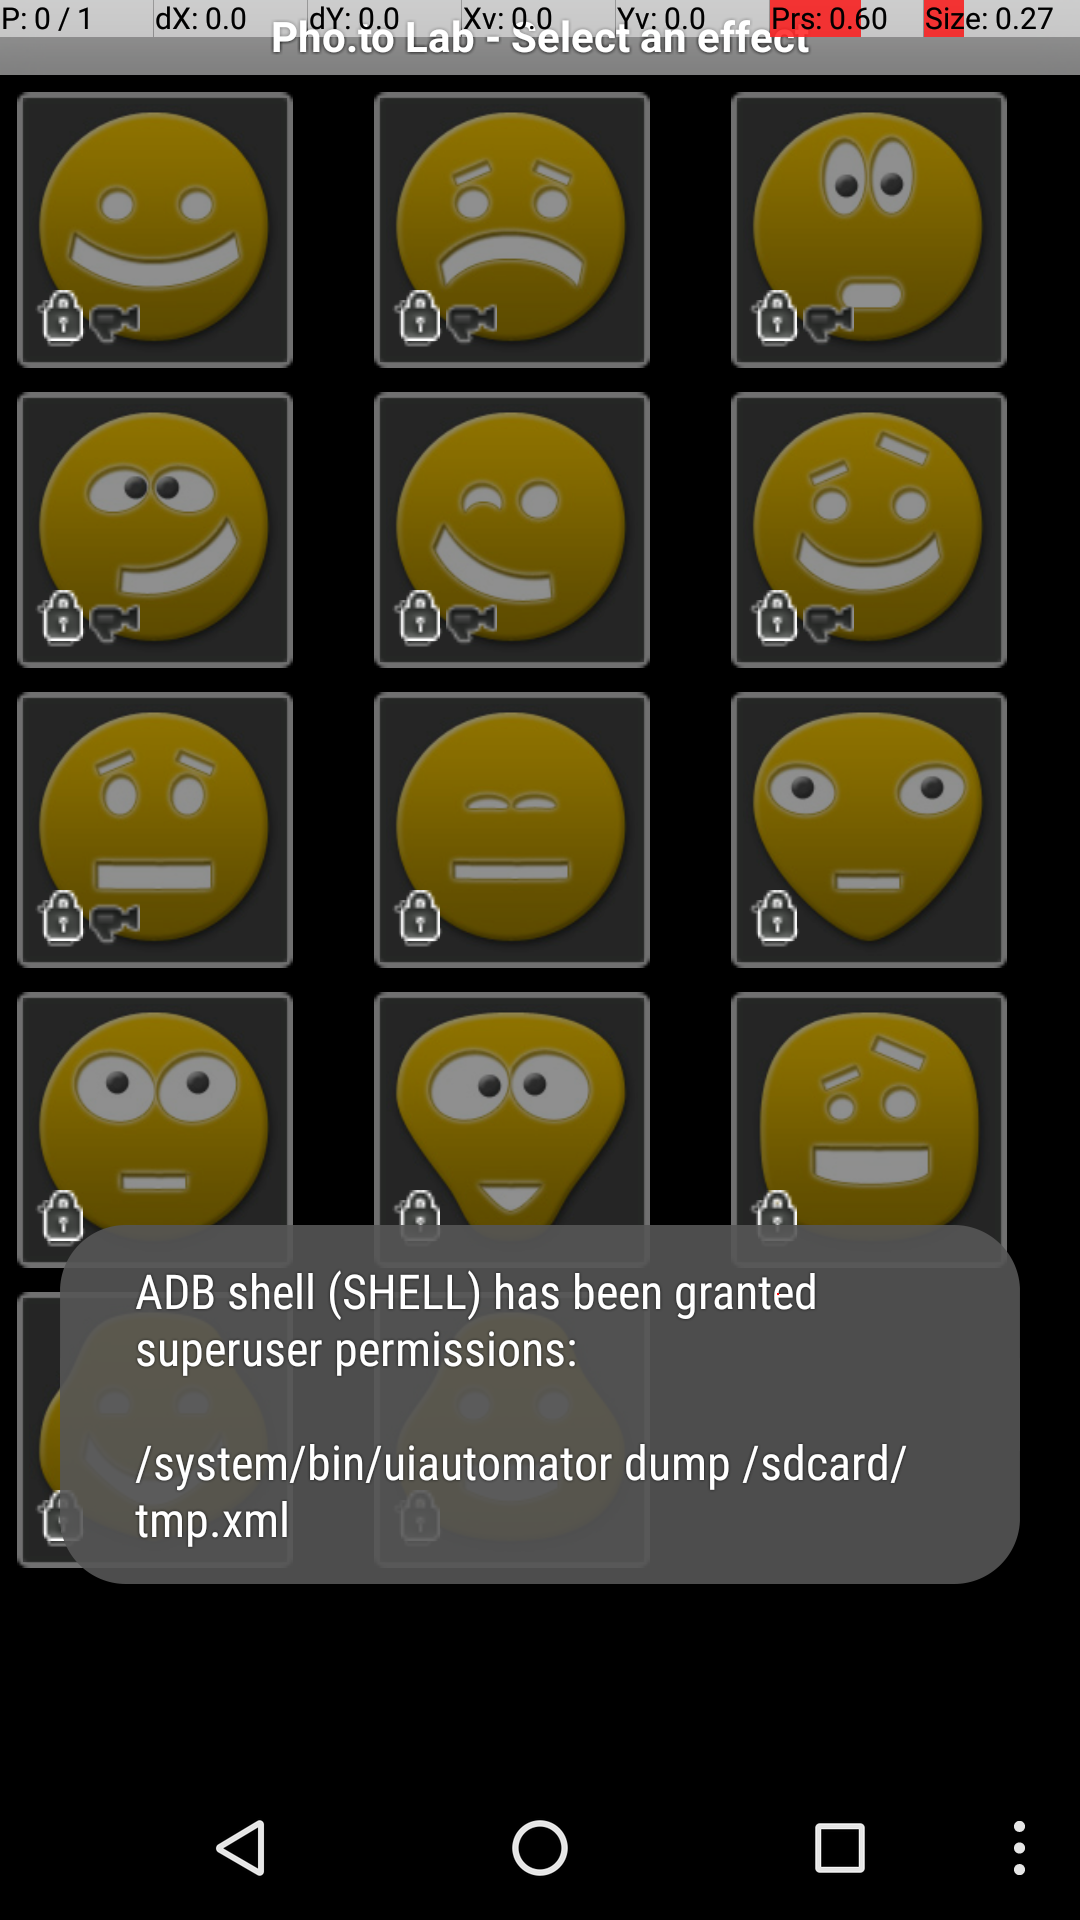 P: 0 / 1 dX: 0.0 dY: 0.0 Xv: 0.0 Yv: 0.0 Prs: 0.60 Size: 0.27
Pho.to Lab - Select an effect
ADB shell (SHELL) has been granted
superuser permissions:
/system/bin/uiautomator dump /sdcard/
tmp.xml